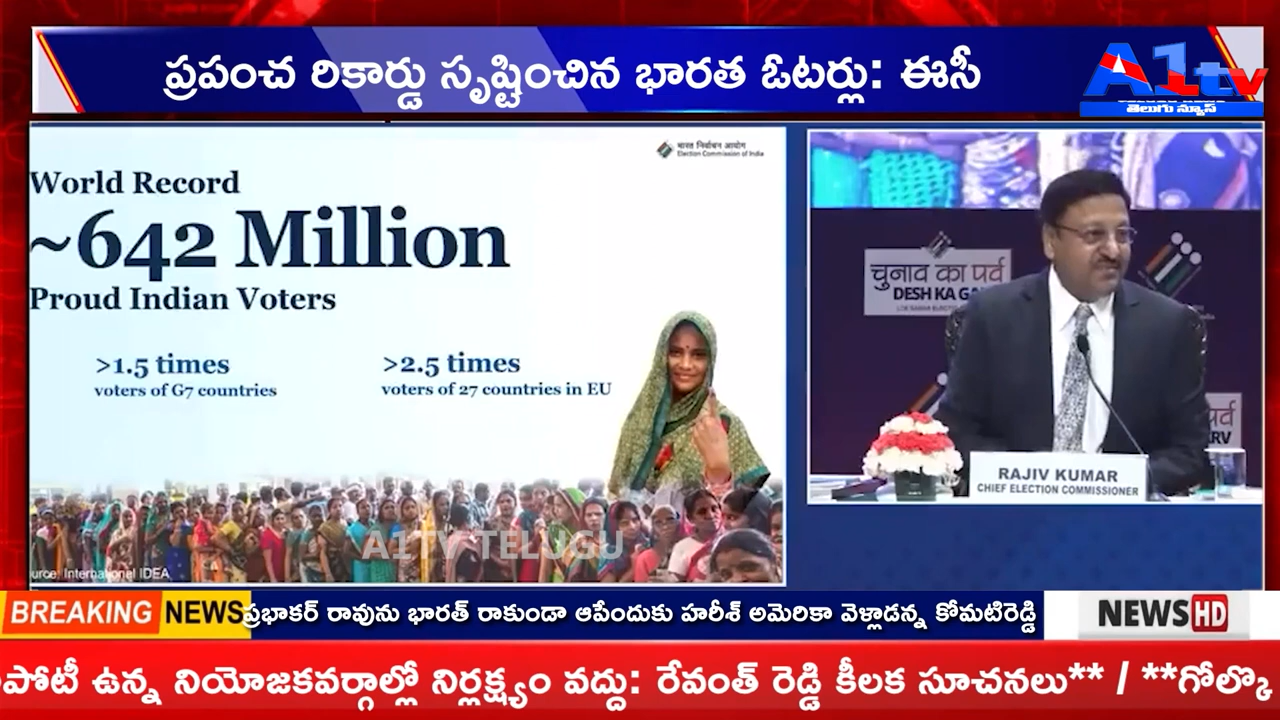 ప్రపంచ రికార్డు సృష్టించిన భారత ఓటర్లు: ఈసీ
A1tv
తెలుగు న్యూస్
भारत निर्वाचन आयोग
Election Commission of India
World Record
~642 Million
Proud Indian Voters
>1.5 times
voters of G7 countries
>2.5 times
voters of 27 countries in EU
A1TV TELUGU
urce: International IDEA
चुनाव का पर्व
DESH KA GA
पर्व
ARV
RAJIV KUMAR
CHIEF ELECTION COMMISSIONER
BREAKING NEWS
ప్రభాకర్ రావును భారత్ రాకుండా ఆపేందుకు హరీశ్ అమెరికా వెళ్లాడన్న కోమటిరెడ్డి
NEWS HD
పోటీ ఉన్న నియోజకవర్గాల్లో నిర్లక్ష్యం వద్దు: రేవంత్ రెడ్డి కీలక సూచనలు** / **గోల్కొ